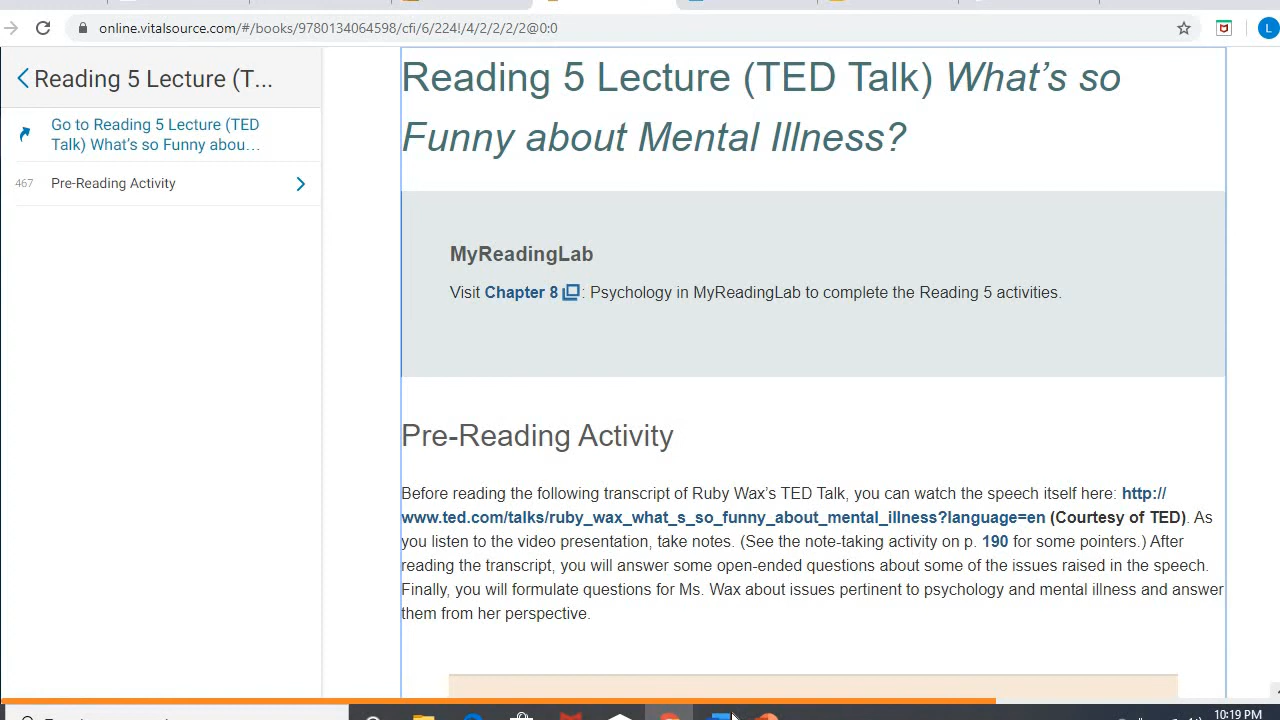 online.vitalsource.com/#/books/9780134064598/cfi/6/224!/4/2/2/2/2@0:0
L
Reading 5 Lecture (T...
Go to Reading 5 Lecture (TED
Talk) What's so Funny abou...
467 Pre-Reading Activity
Reading 5 Lecture (TED Talk) What's so
Funny about Mental Illness?
MyReadingLab
Visit Chapter 8 : Psychology in MyReadingLab to complete the Reading 5 activities.
Pre-Reading Activity
Before reading the following transcript of Ruby Wax's TED Talk, you can watch the speech itself here: http://
www.ted.com/talks/ruby_wax_what_s_so_funny_about_mental_illness?language=en (Courtesy of TED). As
you listen to the video presentation, take notes. (See the note-taking activity on p. 190 for some pointers.) After
reading the transcript, you will answer some open-ended questions about some of the issues raised in the speech.
Finally, you will formulate questions for Ms. Wax about issues pertinent to psychology and mental illness and answer
them from her perspective.
10:19 PM